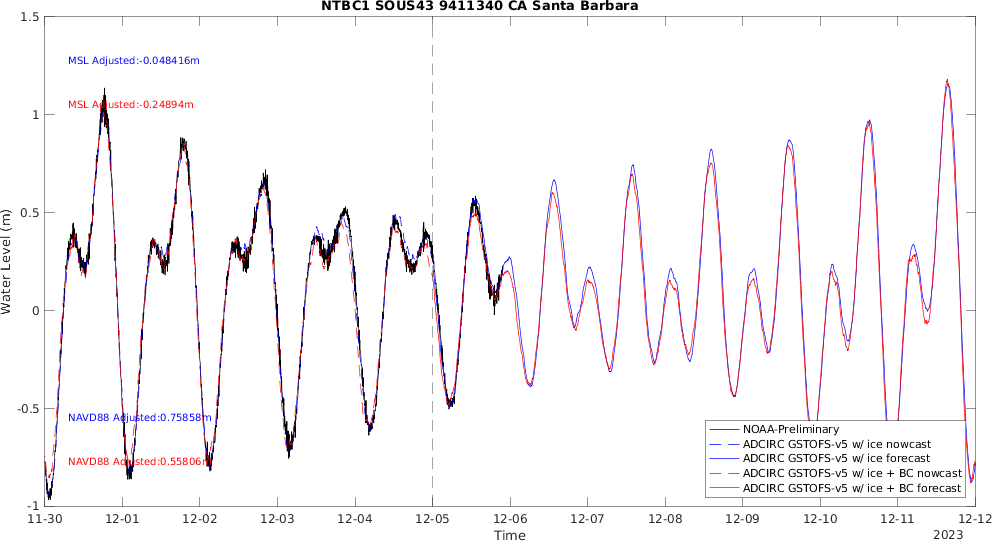 NTBC1 SOUS43 9411340 CA Santa Barbara
1.5
MSL Adjusted:-0.048416m
MSL Adjusted:-0.24894m
1
0.5
Water Level (m)
0
-0.5
NAVD88 Adjusted:0.75858m
NAVD88 Adjusted:0.55806m
NOAA-Preliminary
ADCIRC GSTOFS-v5 w/ ice nowcast
ADCIRC GSTOFS-v5 w/ ice forecast
ADCIRC GSTOFS-v5 w/ ice + BC nowcast
ADCIRC GSTOFS-v5 w/ ice + BC forecast
-1
11-30 12-01 12-02 12-03 12-04 12-05 12-06 12-07 12-08 12-09 12-10 12-11 12-12
Time
2023